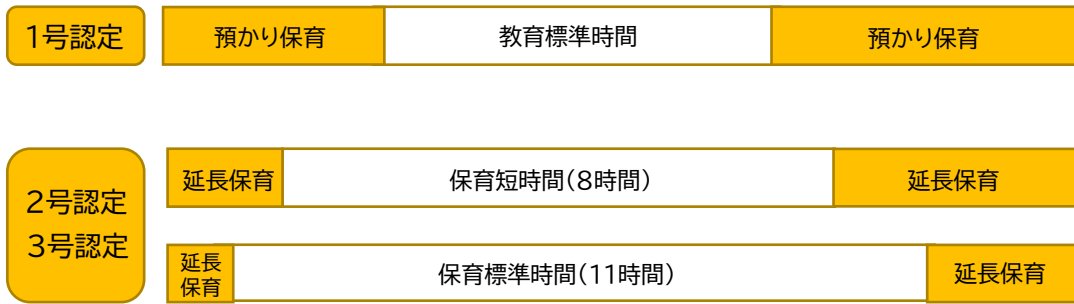 1号認定
預かり保育
教育標準時間
預かり保育
2号認定
3号認定
延長保育
保育短時間(8時間)
延長保育
延長
保育
保育標準時間(11時間)
延長保育